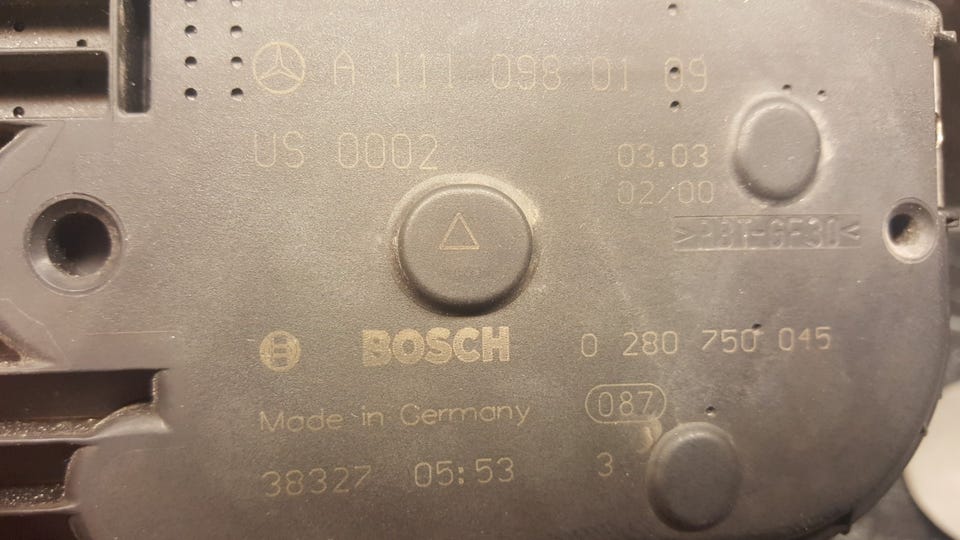 A 111 098 01 09
US 0002
03.03
02/00
>PBT-GF30<
BOSCH
0 280 750 045
Made in Germany
087
38327 05:53
3